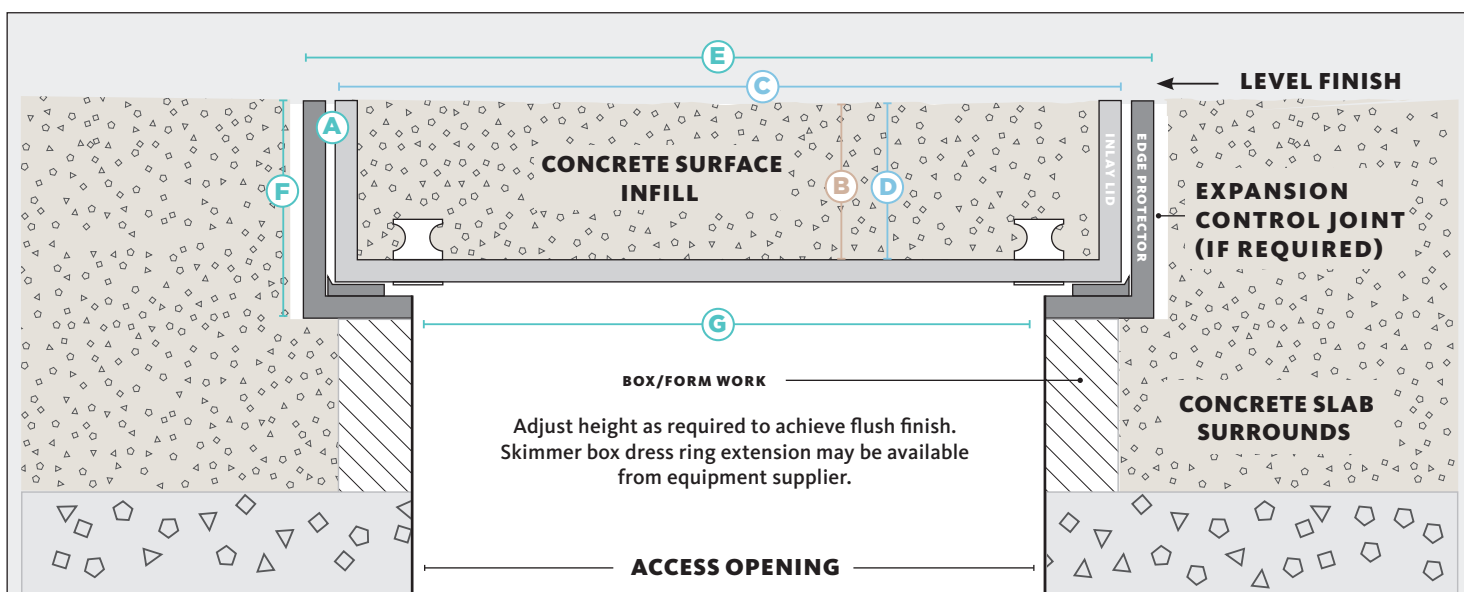 E
C
LEVEL FINISH
A
CONCRETE SURFACE
INFILL
F
B
D
INLAY LID
EDGE PROTECTOR
EXPANSION
CONTROL JOINT
(IF REQUIRED)
G
BOX/FORM WORK
Adjust height as required to achieve flush finish.
Skimmer box dress ring extension may be available
from equipment supplier.
CONCRETE SLAB
SURROUNDS
ACCESS OPENING